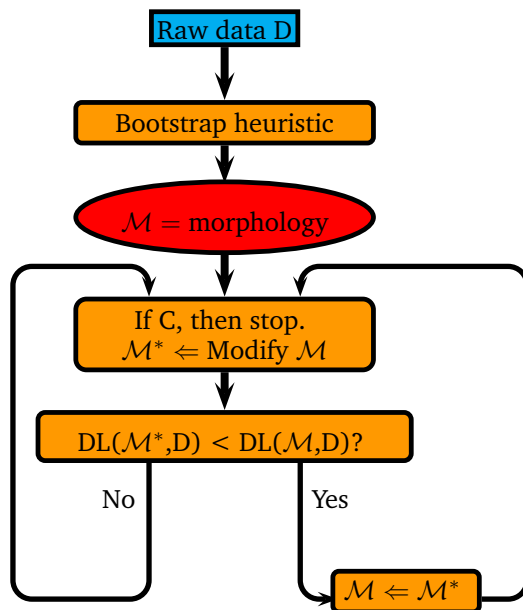 Raw data D
Bootstrap heuristic
ℳ = morphology
If C, then stop.
ℳ* ⇐ Modify ℳ
DL(ℳ*,D) < DL(ℳ,D)?
No
Yes
ℳ ⇐ ℳ*